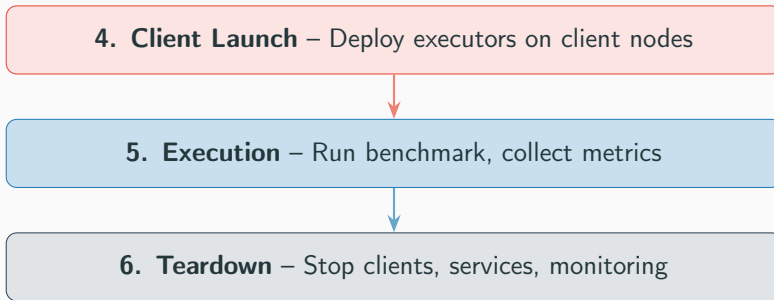 4. Client Launch – Deploy executors on client nodes
5. Execution – Run benchmark, collect metrics
6. Teardown – Stop clients, services, monitoring